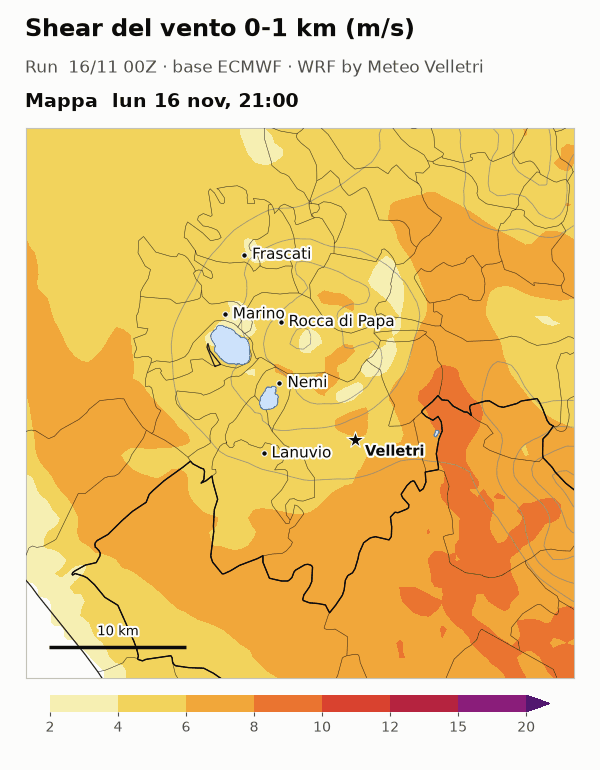 Shear del vento 0-1 km (m/s)
Run  16/11 00Z · base ECMWF · WRF by Meteo Velletri
Mappa  lun 16 nov, 21:00
Frascati
Marino
Rocca di Papa
Nemi
Velletri
Lanuvio
10 km
2 4 6 8 10 12 15 20